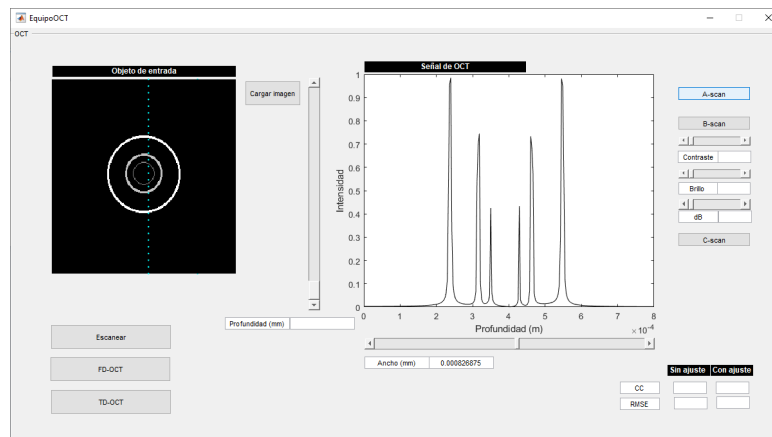 EquipoOCT
OCT
Objeto de entrada
Cargar imagen
Profundidad (mm)
Escanear
FD-OCT
TD-OCT
Señal de OCT
1
0.9
0.8
0.7
0.6
0.5
0.4
0.3
0.2
0.1
0
Intensidad
0 1 2 3 4 5 6 7 8
Profundidad (m)
×10⁻⁴
Ancho (mm) 0.000826875
A-scan
B-scan
Contraste
Brillo
dB
C-scan
Sin ajuste Con ajuste
CC
RMSE